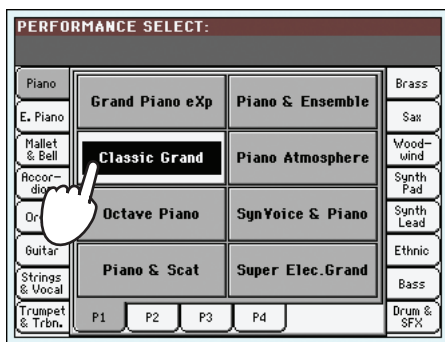 PERFORMANCE SELECT:
Piano
E. Piano
Mallet
& Bell
Accor-
Guitar
Strings
& Vocal
Trumpet
& Trbn.
Grand Piano eXp
Piano & Ensemble
Classic Grand
Piano Atmosphere
Octave Piano
SynVoice & Piano
Piano & Scat
Super Elec.Grand
Brass
Sax
Wood-
wind
Synth
Pad
Synth
Lead
Ethnic
Bass
Drum &
SFX
P1
P2
P3
P4